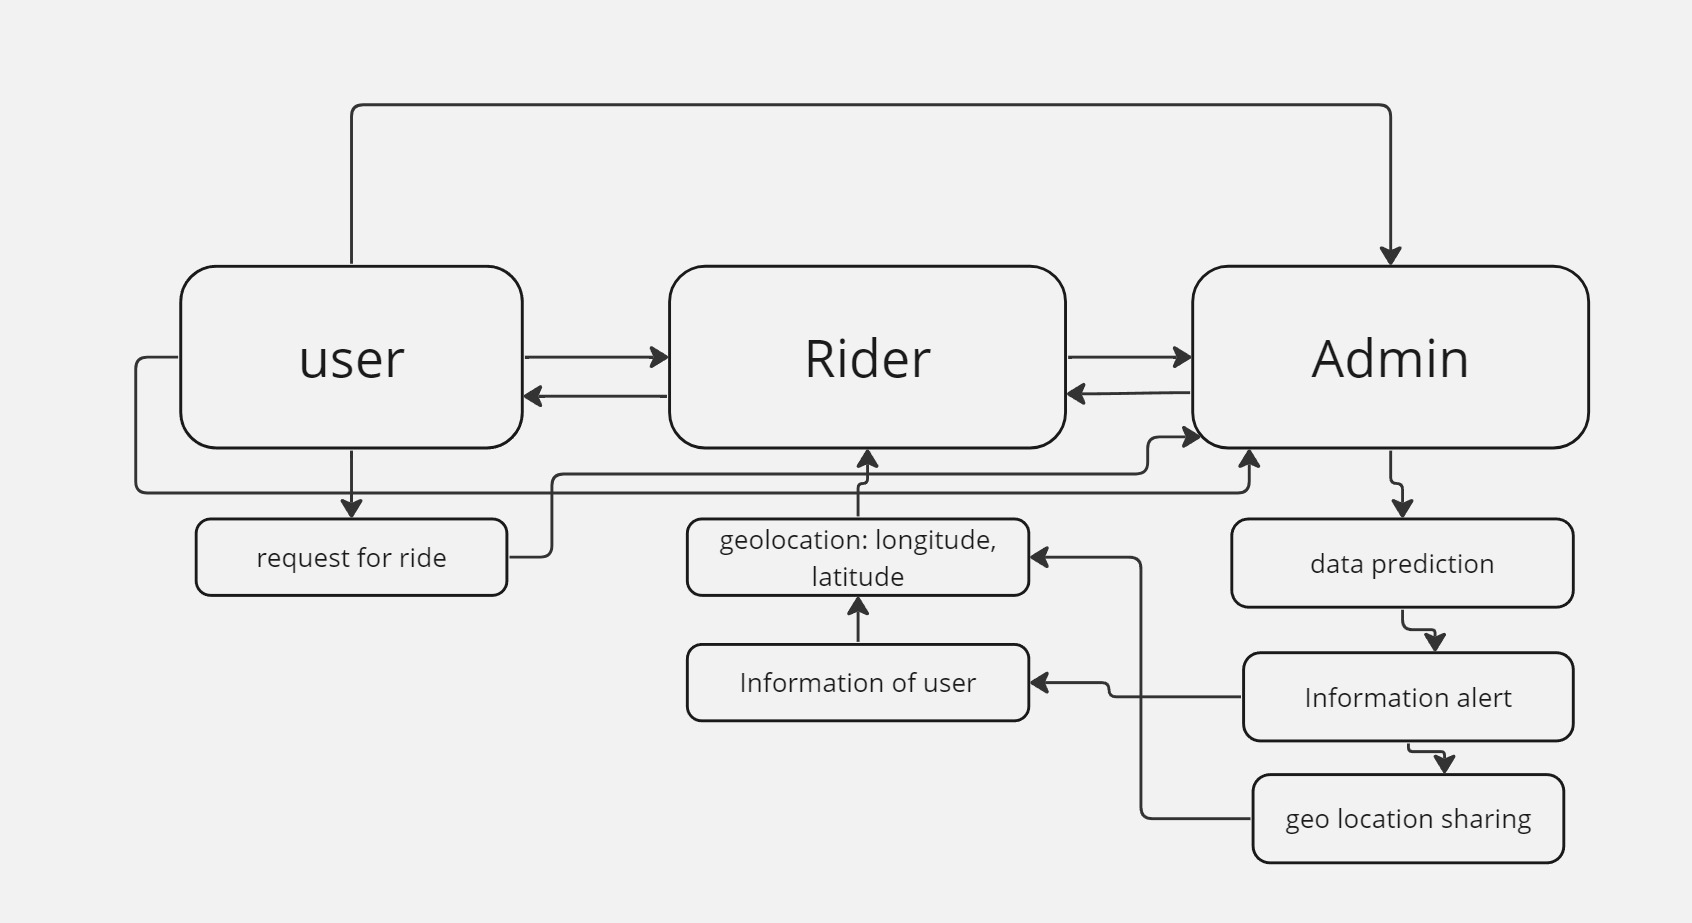 user
Rider
Admin
request for ride
geolocation: longitude,
latitude
data prediction
Information of user
Information alert
geo location sharing